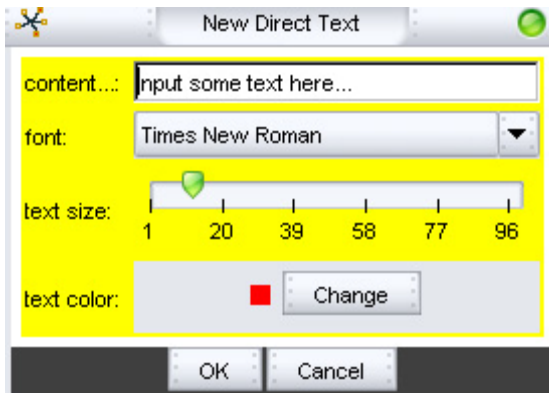 New Direct Text
content...: input some text here...
font: Times New Roman
text size:
1 20 39 58 77 96
text color: Change
OK Cancel